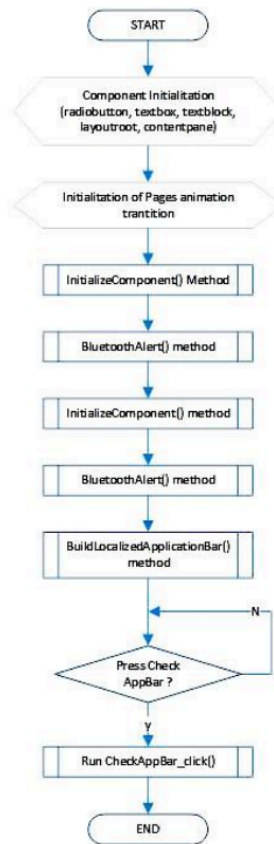 START
Component Initialitation
(radiobutton, textbox, textblock,
layoutroot, contentpane)
Initialitation of Pages animation
trantition
InitializeComponent() Method
BluetoothAlert() method
InitializeComponent() method
BluetoothAlert() method
BuildLocalizedApplicationBar()
method
N
Press Check
AppBar ?
y
Run CheckAppBar_click()
END